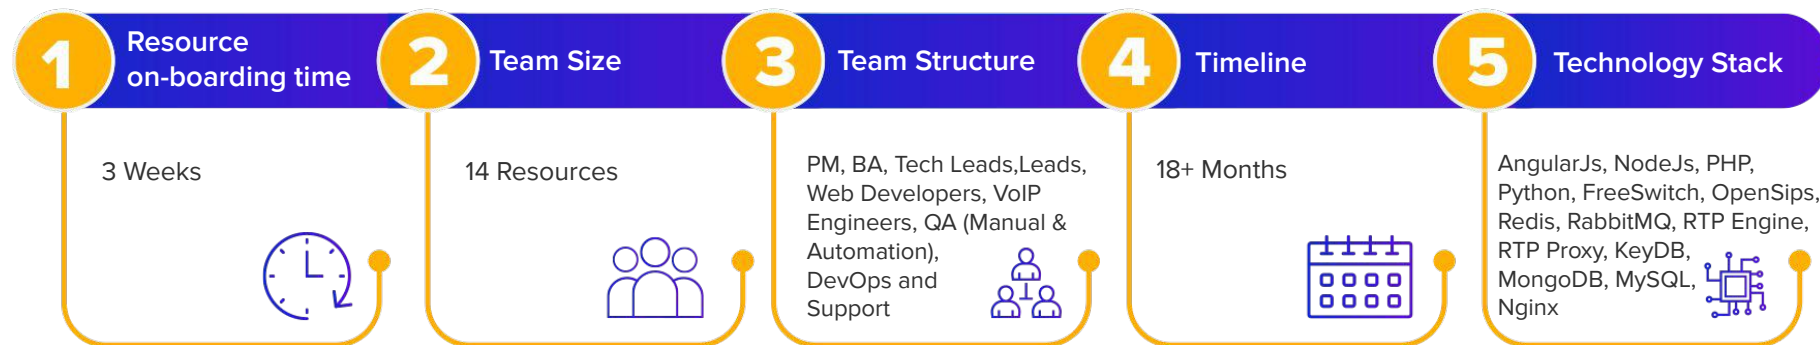 1
Resource
on-boarding time
3 Weeks
2
Team Size
14 Resources
3
Team Structure
PM, BA, Tech Leads,Leads,
Web Developers, VoIP
Engineers, QA (Manual &
Automation),
DevOps and
Support
4
Timeline
18+ Months
5
Technology Stack
AngularJs, NodeJs, PHP,
Python, FreeSwitch, OpenSips,
Redis, RabbitMQ, RTP Engine,
RTP Proxy, KeyDB,
MongoDB, MySQL,
Nginx